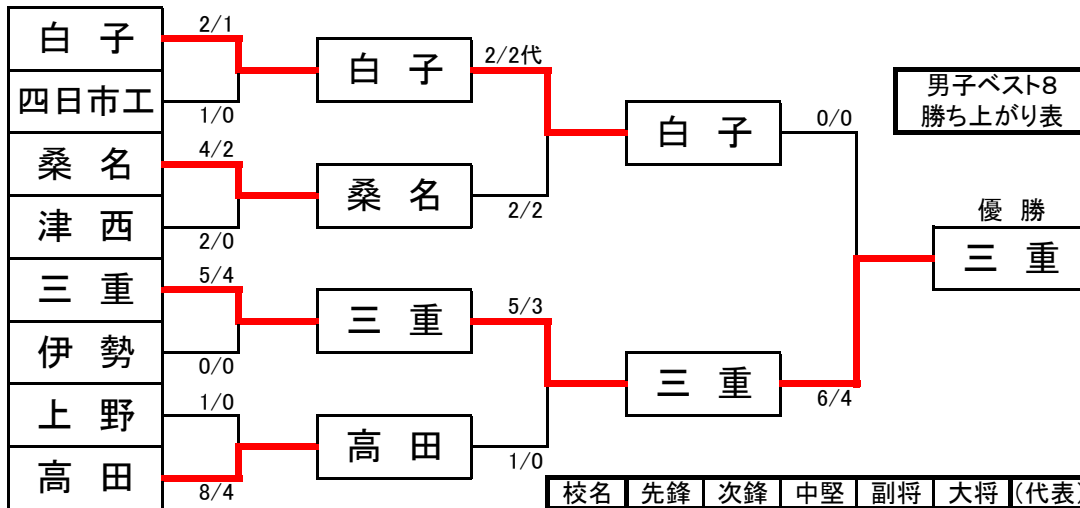 白 子
2/1
四日市工
1/0
桑 名
4/2
津 西
2/0
三 重
5/4
伊 勢
0/0
上 野
1/0
高 田
8/4
白 子
2/2代
桑 名
2/2
三 重
5/3
高 田
1/0
白 子
0/0
三 重
6/4
男子ベスト8
勝ち上がり表
優 勝
三 重
校名 先鋒 次鋒 中堅 副将 大将 (代表)